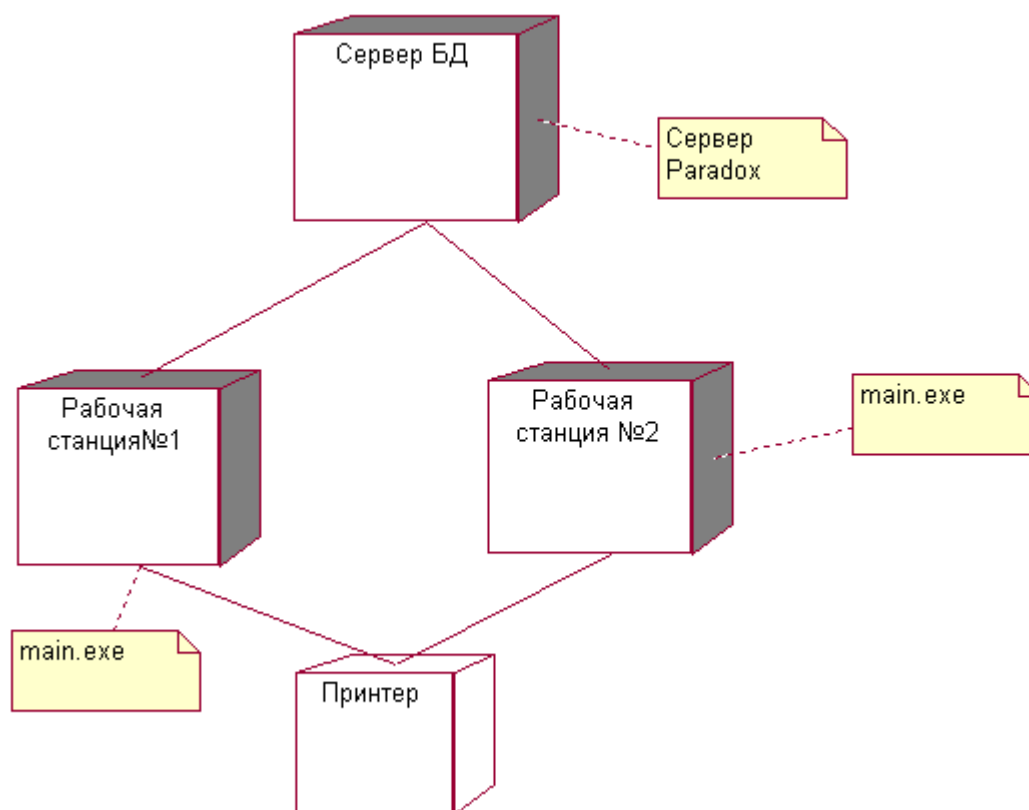 Сервер БД
Сервер
Paradox
Рабочая
станция№1
Рабочая
станция №2
main.exe
main.exe
Принтер